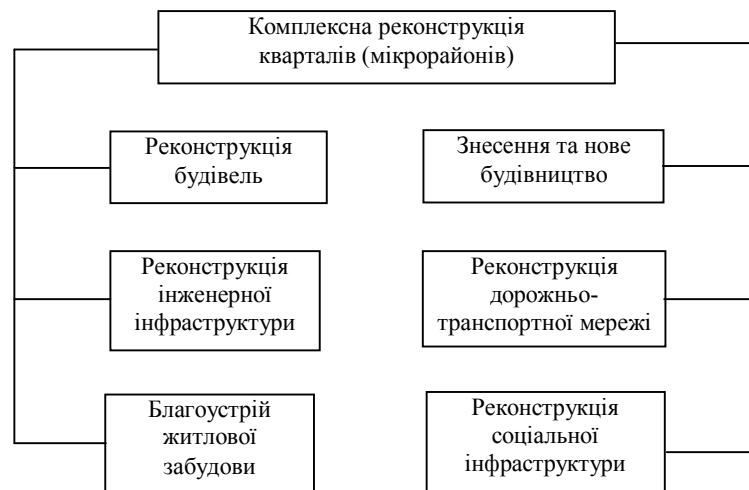 Комплексна реконструкція
кварталів (мікрорайонів)
Реконструкція
будівель
Знесення та нове
будівництво
Реконструкція
інженерної
інфраструктури
Реконструкція
дорожньо-
транспортної мережі
Благоустрій
житлової
забудови
Реконструкція
соціальної
інфраструктури